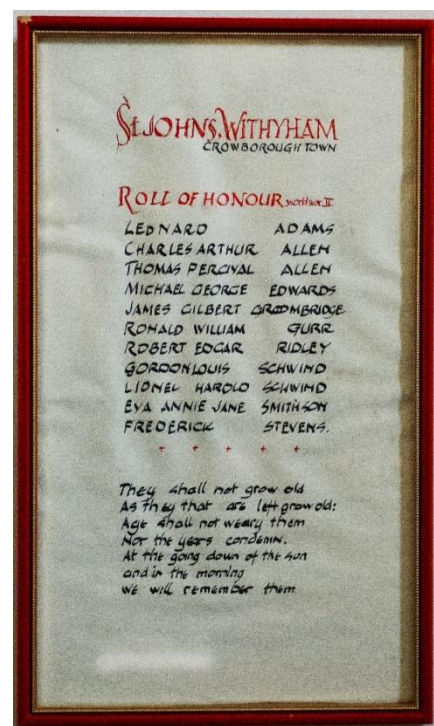 St JOHNS, WITHYHAM
CROWBOROUGH TOWN
ROLL OF HONOUR world war II
LEONARD ADAMS
CHARLES ARTHUR ALLEN
THOMAS PERCIVAL ALLEN
MICHAEL GEORGE EDWARDS
JAMES GILBERT GROOMBRIDGE
RONALD WILLIAM GURR
ROBERT EDGAR RIDLEY
GORDON LOUIS SCHWIND
LIONEL HAROLD SCHWIND
EVA ANNIE JANE SMITHSON
FREDERICK STEVENS.
They shall not grow old
As they that are left grow old:
Age shall not weary them
Nor the years condemn.
At the going down of the sun
and in the morning
We will remember them